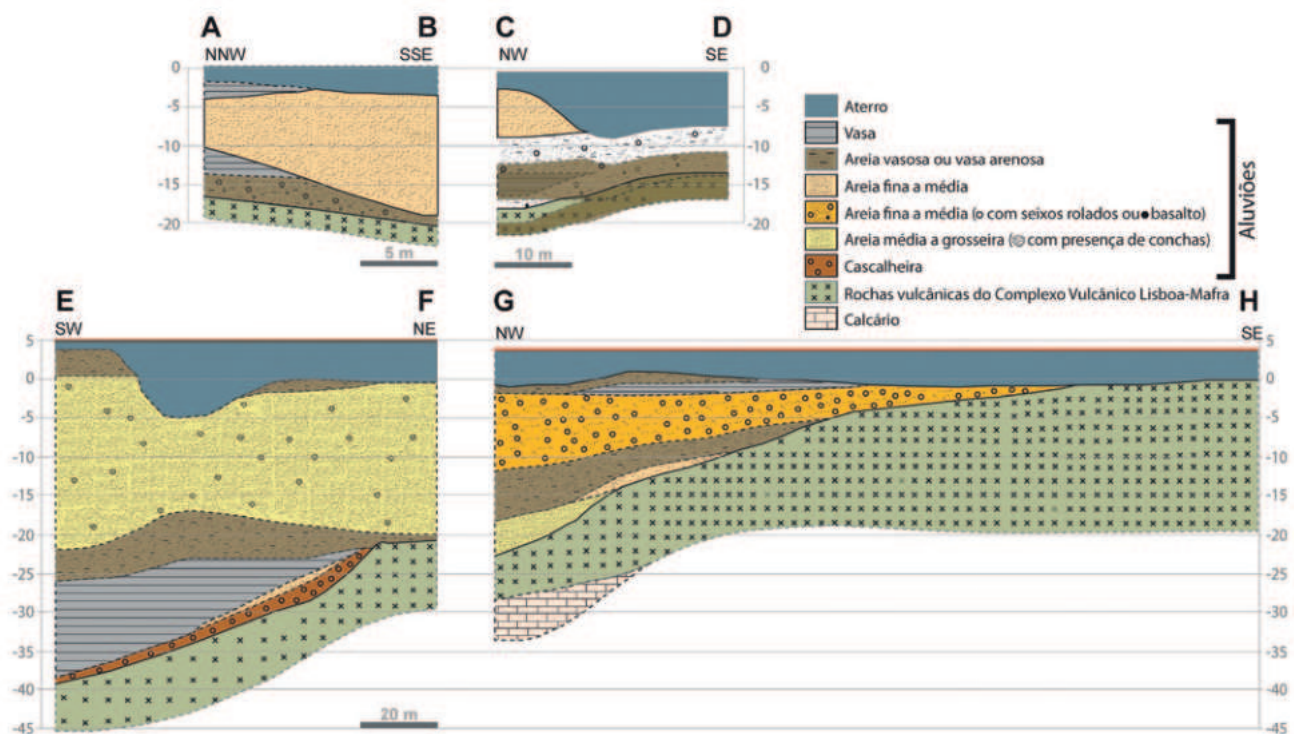 A B C D
NNW SSE NW SE
0 0
-5 -5
-10 -10
-15 -15
-20 -20
5 m 10 m
Aterro
Vasa
Areia vasosa ou vasa arenosa
Areia fina a média
Areia fina a média (o com seixos rolados ou ● basalto)
Areia média a grosseira (◎ com presença de conchas)
Cascalheira
Rochas vulcânicas do Complexo Vulcânico Lisboa-Mafra
Calcário
Aluviões
E F G H
SW NE NW SE
5 5
0 0
-5 -5
-10 -10
-15 -15
-20 -20
-25 -25
-30 -30
-35 -35
-40 -40
-45 -45
20 m